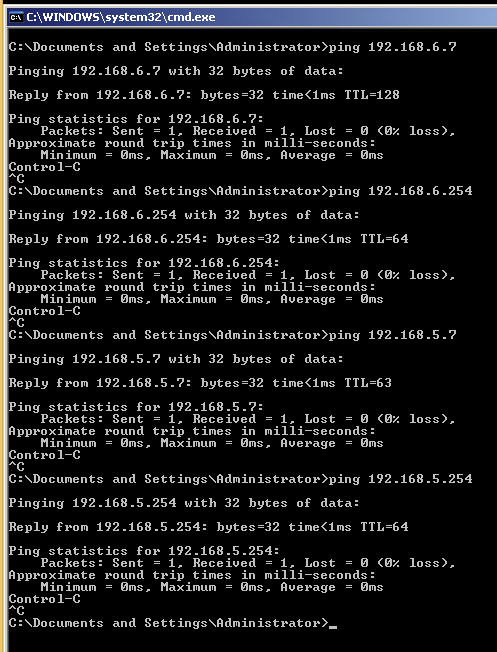 C:\WINDOWS\system32\cmd.exe
C:\Documents and Settings\Administrator>ping 192.168.6.7
Pinging 192.168.6.7 with 32 bytes of data:
Reply from 192.168.6.7: bytes=32 time<1ms TTL=128
Ping statistics for 192.168.6.7:
    Packets: Sent = 1, Received = 1, Lost = 0 (0% loss),
Approximate round trip times in milli-seconds:
    Minimum = 0ms, Maximum = 0ms, Average = 0ms
Control-C
^C
C:\Documents and Settings\Administrator>ping 192.168.6.254
Pinging 192.168.6.254 with 32 bytes of data:
Reply from 192.168.6.254: bytes=32 time<1ms TTL=64
Ping statistics for 192.168.6.254:
    Packets: Sent = 1, Received = 1, Lost = 0 (0% loss),
Approximate round trip times in milli-seconds:
    Minimum = 0ms, Maximum = 0ms, Average = 0ms
Control-C
^C
C:\Documents and Settings\Administrator>ping 192.168.5.7
Pinging 192.168.5.7 with 32 bytes of data:
Reply from 192.168.5.7: bytes=32 time<1ms TTL=63
Ping statistics for 192.168.5.7:
    Packets: Sent = 1, Received = 1, Lost = 0 (0% loss),
Approximate round trip times in milli-seconds:
    Minimum = 0ms, Maximum = 0ms, Average = 0ms
Control-C
^C
C:\Documents and Settings\Administrator>ping 192.168.5.254
Pinging 192.168.5.254 with 32 bytes of data:
Reply from 192.168.5.254: bytes=32 time<1ms TTL=64
Ping statistics for 192.168.5.254:
    Packets: Sent = 1, Received = 1, Lost = 0 (0% loss),
Approximate round trip times in milli-seconds:
    Minimum = 0ms, Maximum = 0ms, Average = 0ms
Control-C
^C
C:\Documents and Settings\Administrator>_